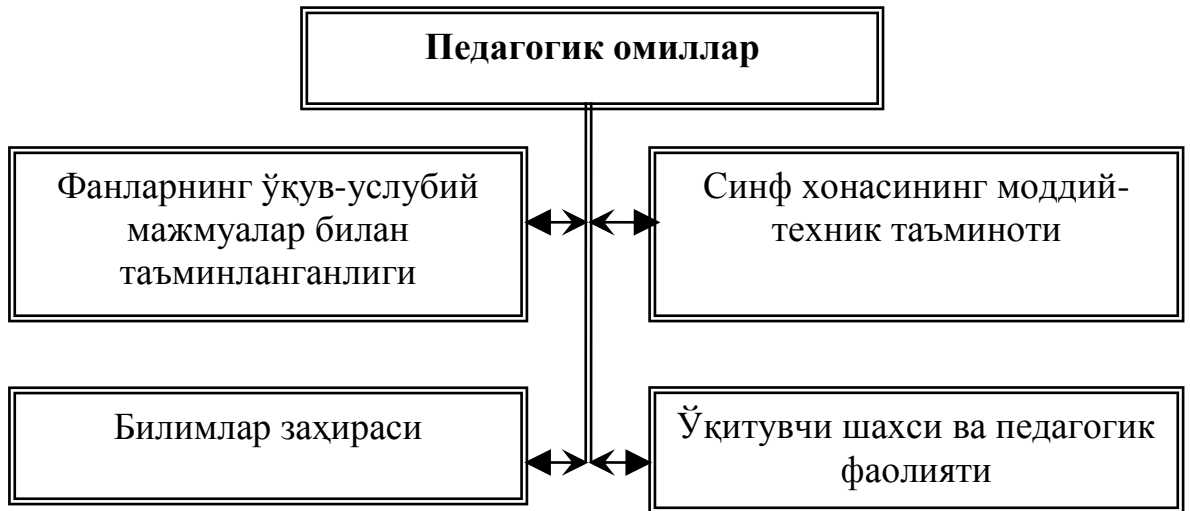 Педагогик омиллар
Фанларнинг ўқув-услубий
мажмуалар билан
таъминланганлиги
Синф хонасининг моддий-
техник таъминоти
Билимлар заҳираси
Ўқитувчи шахси ва педагогик
фаолияти